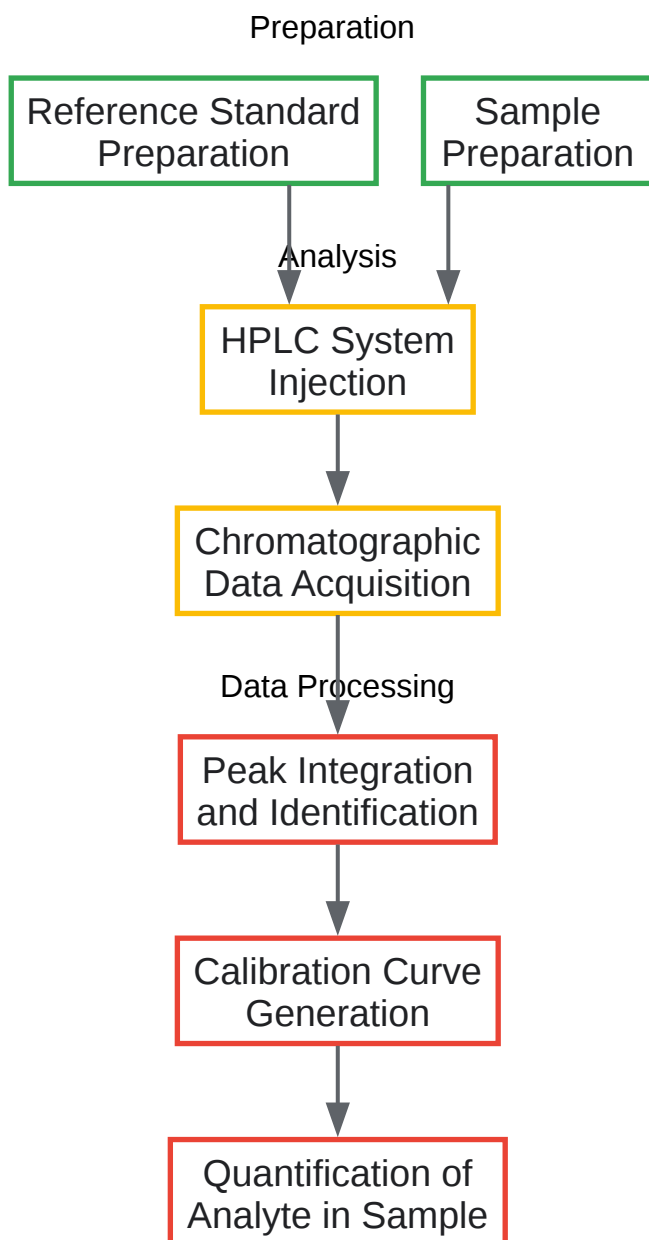 Preparation
Reference Standard
Preparation
Sample
Preparation
Analysis
HPLC System
Injection
Chromatographic
Data Acquisition
Data Processing
Peak Integration
and Identification
Calibration Curve
Generation
Quantification of
Analyte in Sample